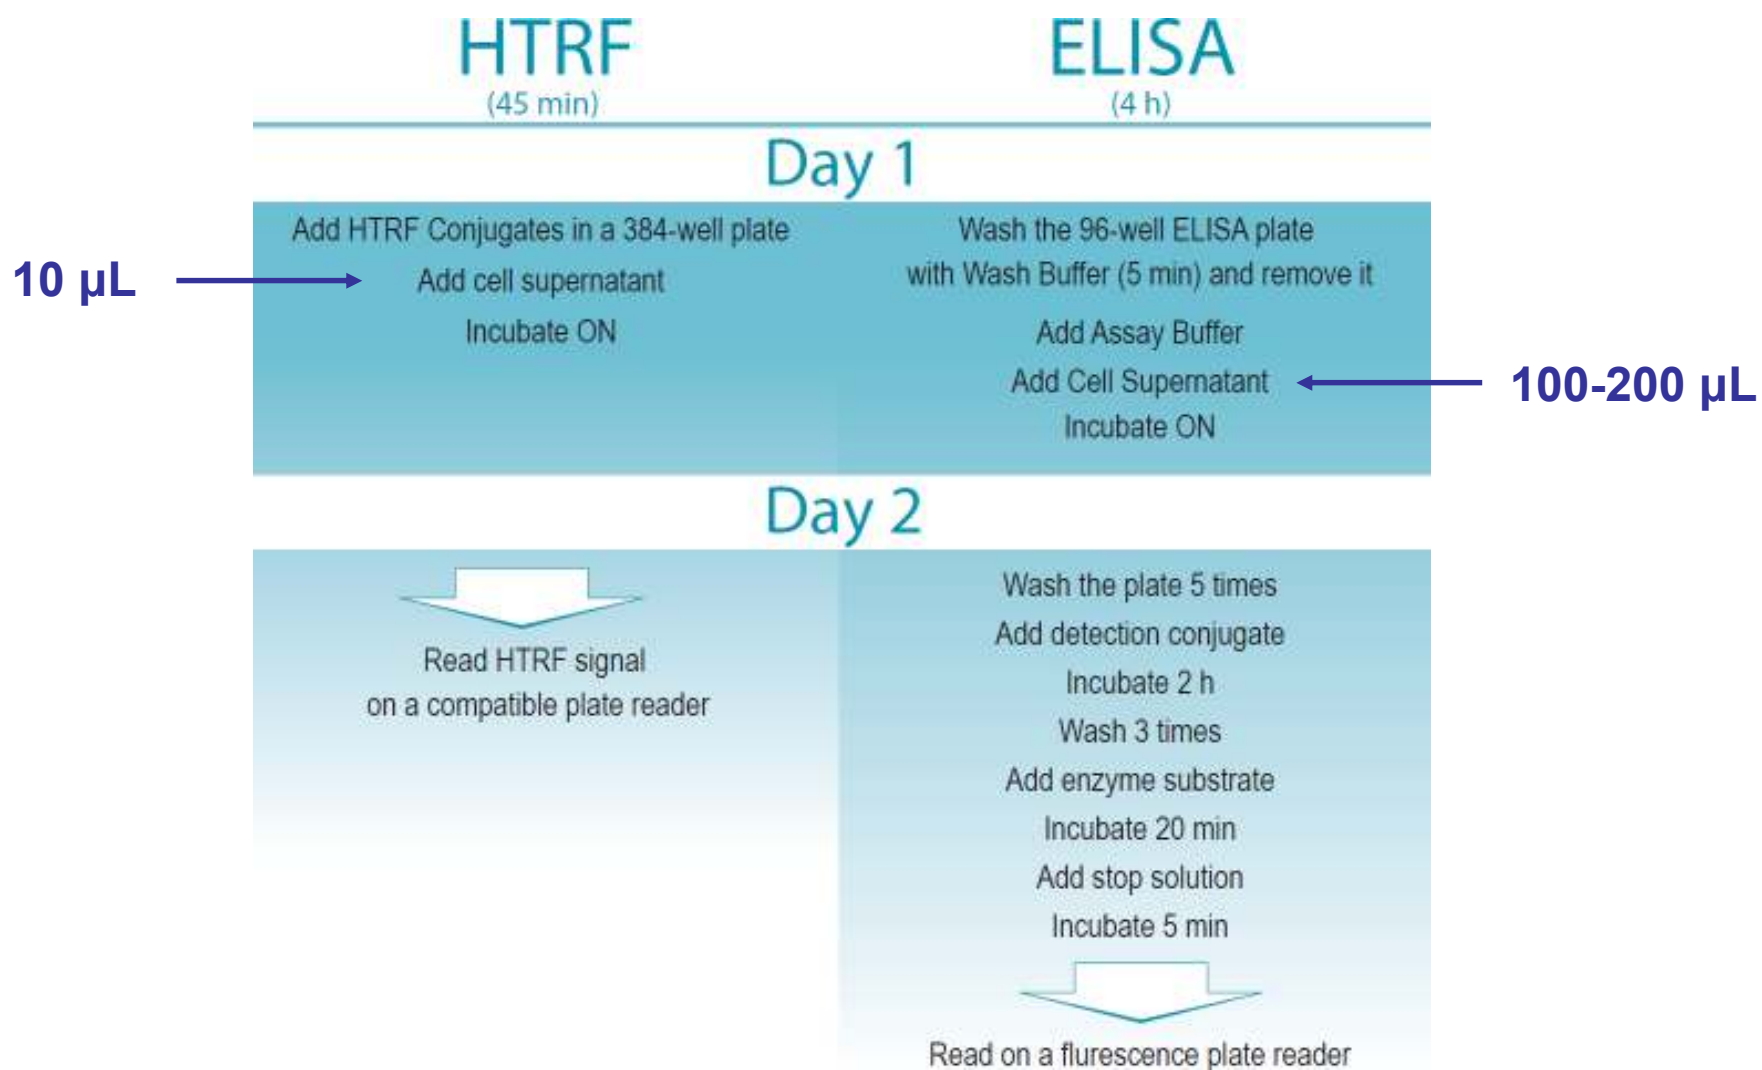 HTRF
(45 min)
ELISA
(4 h)
Day 1
Add HTRF Conjugates in a 384-well plate
10 µL
Add cell supernatant
Incubate ON
Wash the 96-well ELISA plate
with Wash Buffer (5 min) and remove it
Add Assay Buffer
Add Cell Supernatant
100-200 µL
Incubate ON
Day 2
Read HTRF signal
on a compatible plate reader
Wash the plate 5 times
Add detection conjugate
Incubate 2 h
Wash 3 times
Add enzyme substrate
Incubate 20 min
Add stop solution
Incubate 5 min
Read on a flurescence plate reader